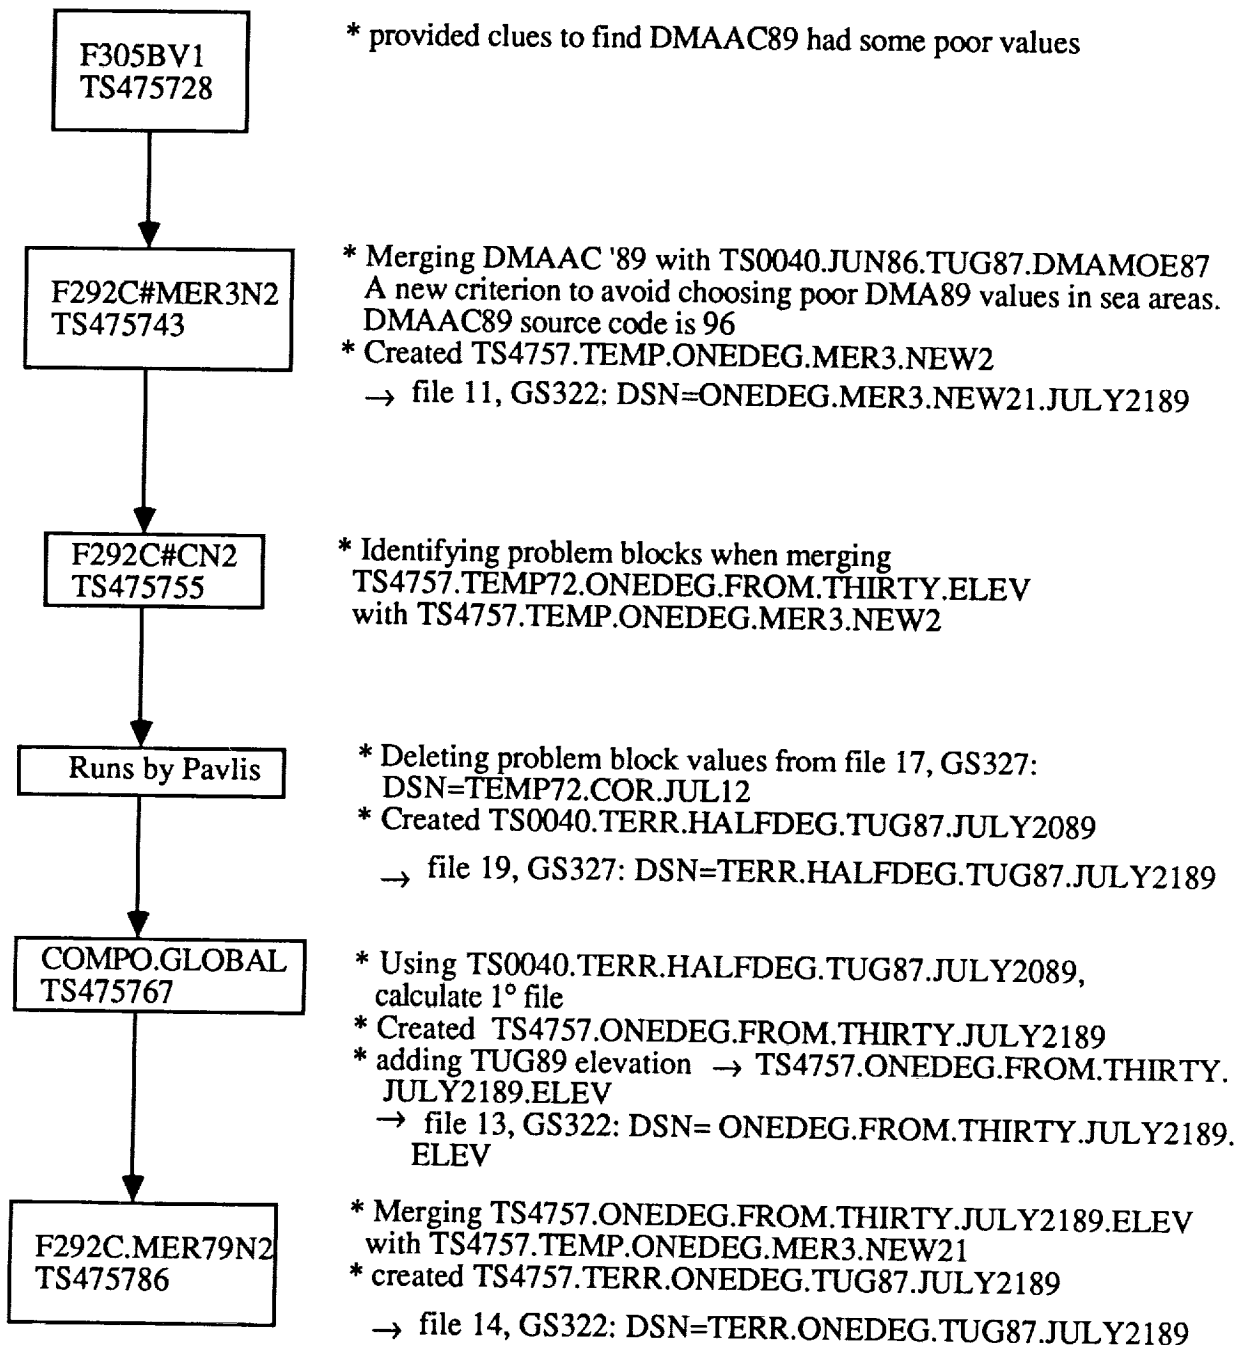 F305BV1
TS475728
* provided clues to find DMAAC89 had some poor values
F292C#MER3N2
TS475743
* Merging DMAAC '89 with TS0040.JUN86.TUG87.DMAMOE87
A new criterion to avoid choosing poor DMA89 values in sea areas.
DMAAC89 source code is 96
* Created TS4757.TEMP.ONEDEG.MER3.NEW2
→ file 11, GS322: DSN=ONEDEG.MER3.NEW21.JULY2189
F292C#CN2
TS475755
* Identifying problem blocks when merging
TS4757.TEMP72.ONEDEG.FROM.THIRTY.ELEV
with TS4757.TEMP.ONEDEG.MER3.NEW2
Runs by Pavlis
* Deleting problem block values from file 17, GS327:
DSN=TEMP72.COR.JUL12
* Created TS0040.TERR.HALFDEG.TUG87.JULY2089
→ file 19, GS327: DSN=TERR.HALFDEG.TUG87.JULY2189
COMPO.GLOBAL
TS475767
* Using TS0040.TERR.HALFDEG.TUG87.JULY2089,
calculate 1° file
* Created TS4757.ONEDEG.FROM.THIRTY.JULY2189
* adding TUG89 elevation → TS4757.ONEDEG.FROM.THIRTY.
JULY2189.ELEV
→ file 13, GS322: DSN= ONEDEG.FROM.THIRTY.JULY2189.
ELEV
F292C.MER79N2
TS475786
* Merging TS4757.ONEDEG.FROM.THIRTY.JULY2189.ELEV
with TS4757.TEMP.ONEDEG.MER3.NEW21
* created TS4757.TERR.ONEDEG.TUG87.JULY2189
→ file 14, GS322: DSN=TERR.ONEDEG.TUG87.JULY2189